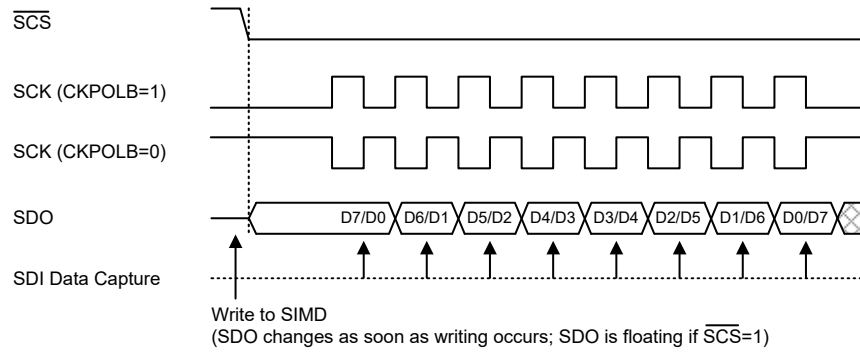 SCS
SCK (CKPOLB=1)
SCK (CKPOLB=0)
SDO D7/D0 D6/D1 D5/D2 D4/D3 D3/D4 D2/D5 D1/D6 D0/D7
SDI Data Capture
Write to SIMD
(SDO changes as soon as writing occurs; SDO is floating if SCS=1)